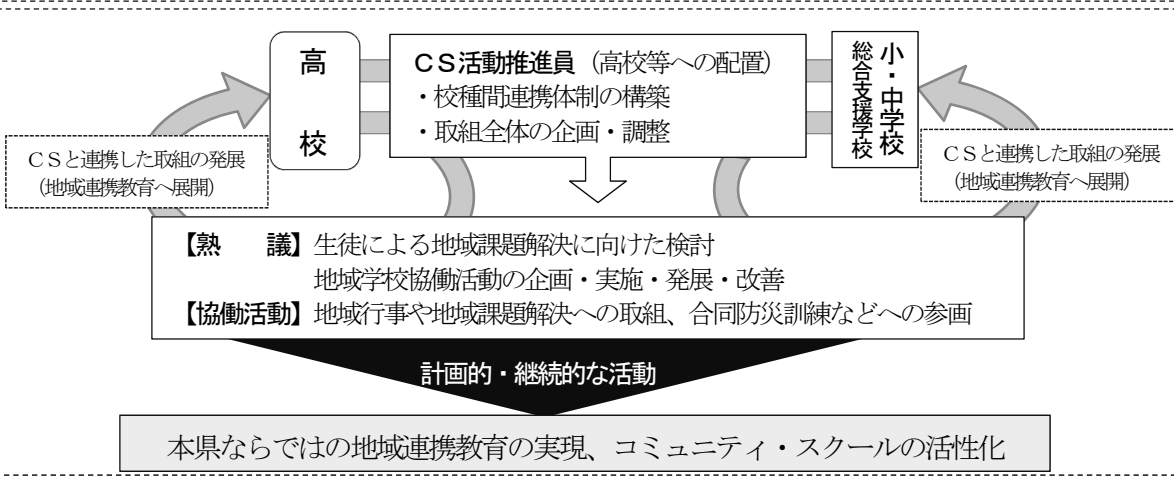 高校
ＣＳ活動推進員（高校等への配置）
・校種間連携体制の構築
・取組全体の企画・調整
小・中学校
総合支援学校
ＣＳと連携した取組の発展
（地域連携教育へ展開）
ＣＳと連携した取組の発展
（地域連携教育へ展開）
【熟　議】生徒による地域課題解決に向けた検討
地域学校協働活動の企画・実施・発展・改善
【協働活動】地域行事や地域課題解決への取組、合同防災訓練などへの参画
計画的・継続的な活動
本県ならではの地域連携教育の実現、コミュニティ・スクールの活性化